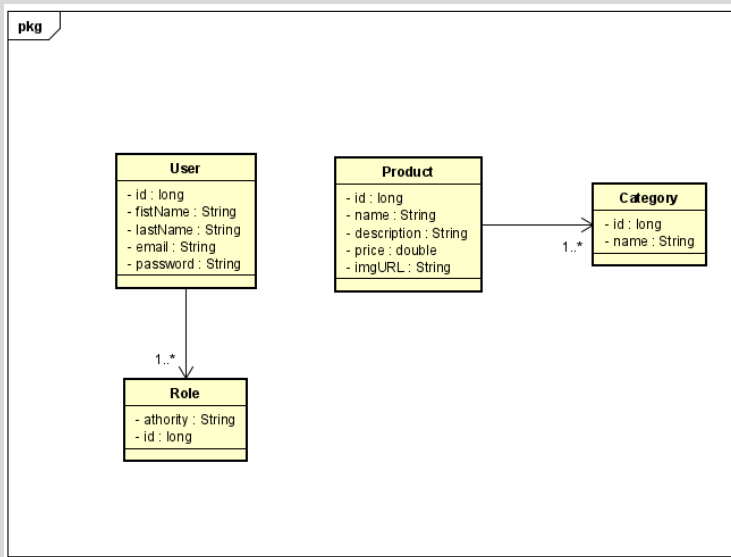 pkg
User
- id : long
- fistName : String
- lastName : String
- email : String
- password : String
Product
- id : long
- name : String
- description : String
- price : double
- imgURL : String
Category
- id : long
- name : String
1..*
1..*
Role
- athority : String
- id : long